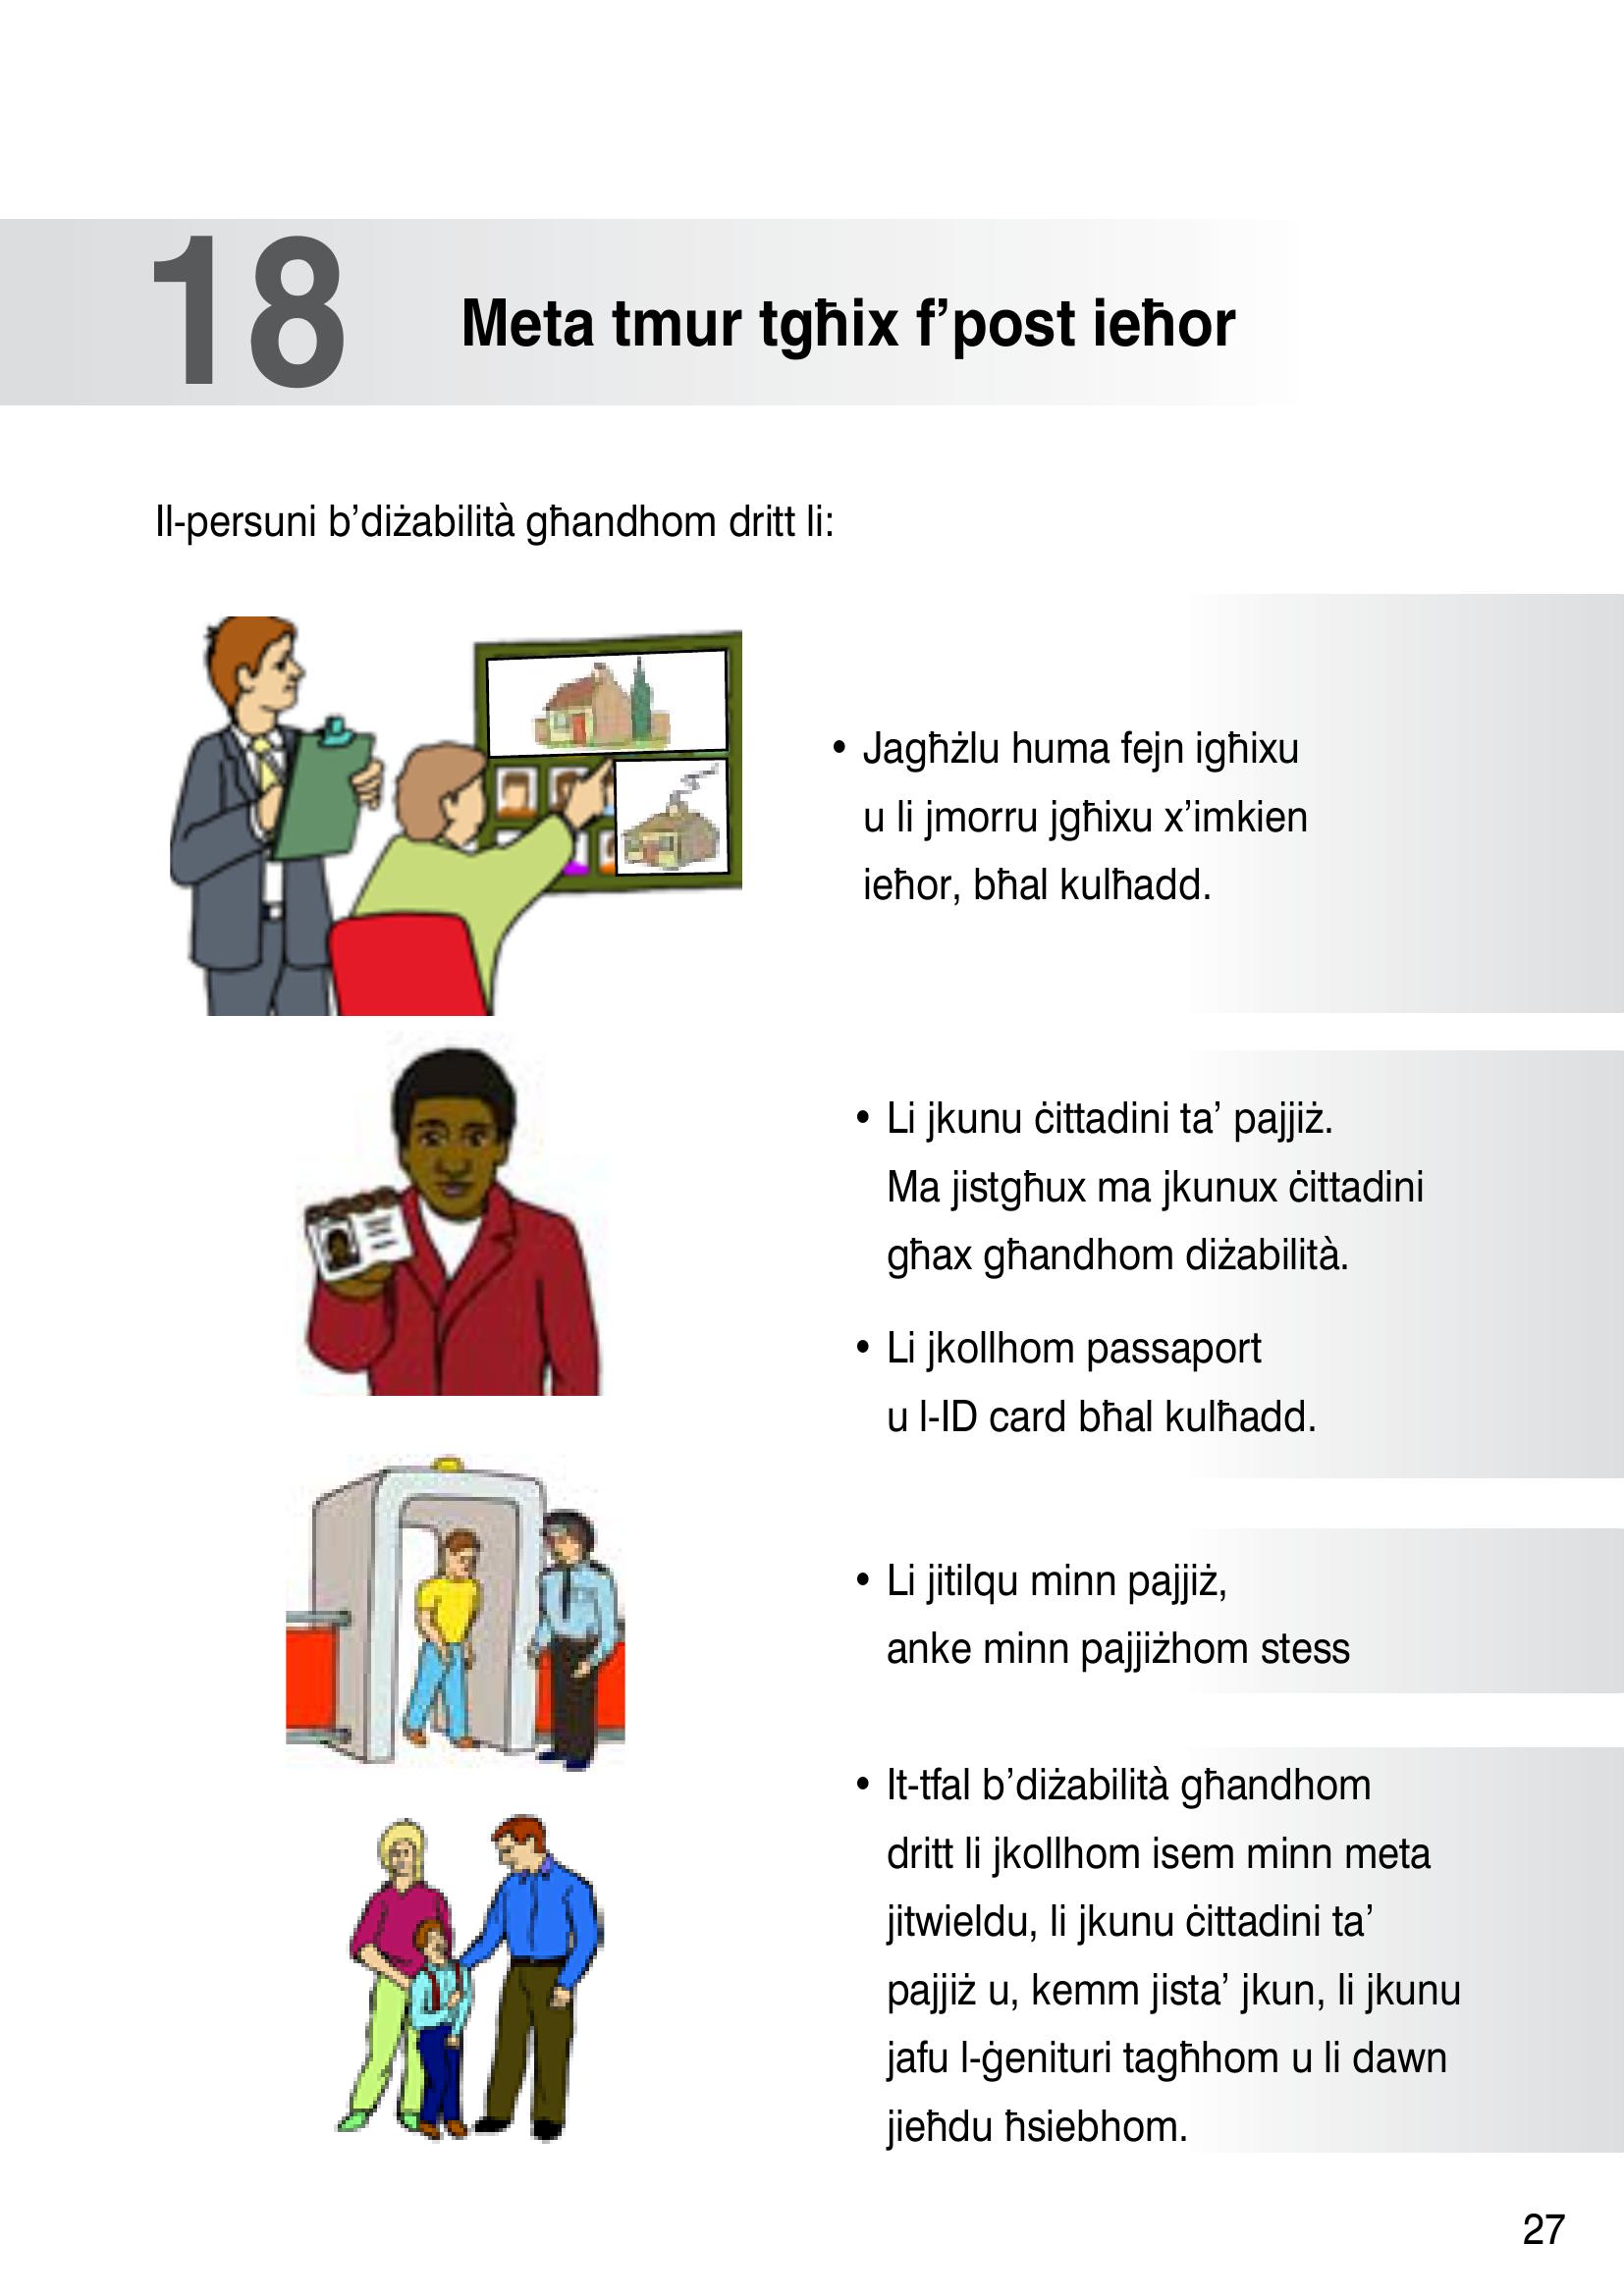 18
Meta tmur tgħix f’post ieħor
Il-persuni b’diżabilità għandhom dritt li:
• Jagħżlu huma fejn igħixu
u li jmorru jgħixu x’imkien
ieħor, bħal kulħadd.
• Li jkunu ċittadini ta’ pajjiż.
Ma jistgħux ma jkunux ċittadini
għax għandhom diżabilità.
• Li jkollhom passaport
u l-ID card bħal kulħadd.
• Li jitilqu minn pajjiż,
anke minn pajjiżhom stess
• It-tfal b’diżabilità għandhom
dritt li jkollhom isem minn meta
jitwieldu, li jkunu ċittadini ta’
pajjiż u, kemm jista’ jkun, li jkunu
jafu l-ġenituri tagħhom u li dawn
jieħdu ħsiebhom.
27